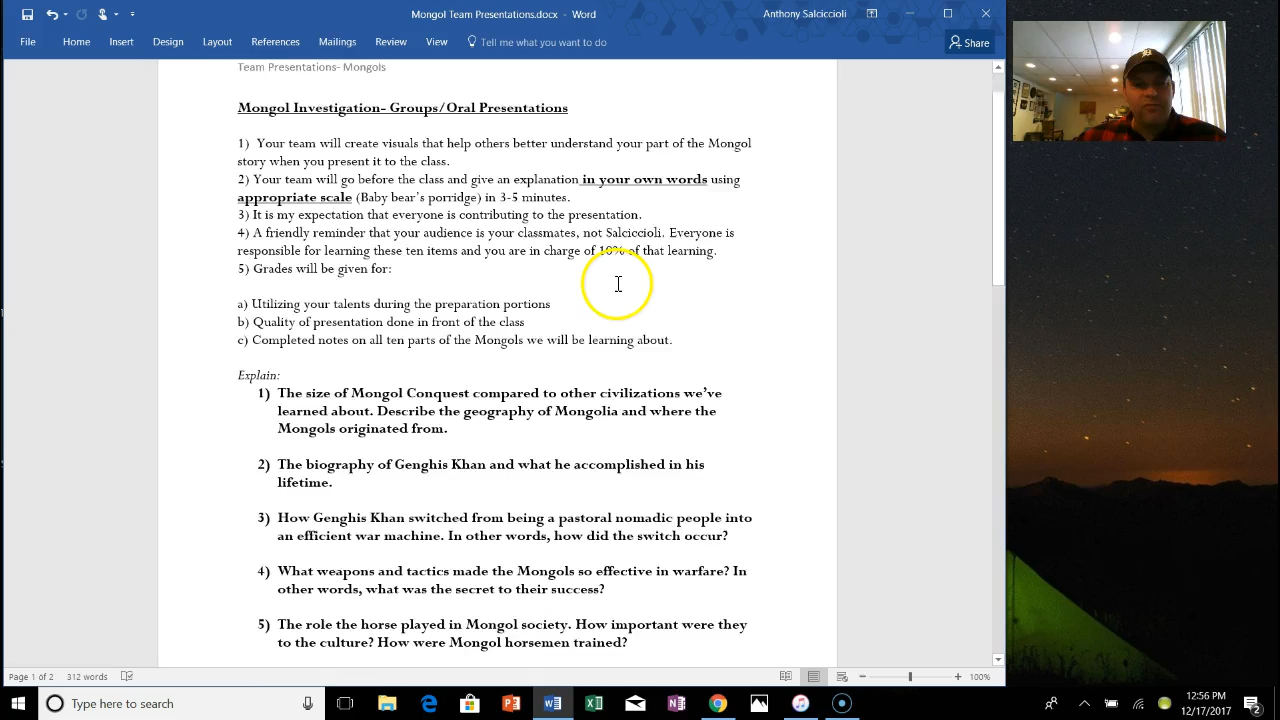 Mongol Team Presentations.docx - Word
Anthony Salciccioli
File Home Insert Design Layout References Mailings Review View Tell me what you want to do
Share
Team Presentations- Mongols
Mongol Investigation- Groups/Oral Presentations
1) Your team will create visuals that help others better understand your part of the Mongol
story when you present it to the class.
2) Your team will go before the class and give an explanation in your own words using
appropriate scale (Baby bear's porridge) in 3-5 minutes.
3) It is my expectation that everyone is contributing to the presentation.
4) A friendly reminder that your audience is your classmates, not Salciccioli. Everyone is
responsible for learning these ten items and you are in charge of 10% of that learning.
5) Grades will be given for:
a) Utilizing your talents during the preparation portions
b) Quality of presentation done in front of the class
c) Completed notes on all ten parts of the Mongols we will be learning about.
Explain:
1) The size of Mongol Conquest compared to other civilizations we've
learned about. Describe the geography of Mongolia and where the
Mongols originated from.
2) The biography of Genghis Khan and what he accomplished in his
lifetime.
3) How Genghis Khan switched from being a pastoral nomadic people into
an efficient war machine. In other words, how did the switch occur?
4) What weapons and tactics made the Mongols so effective in warfare? In
other words, what was the secret to their success?
5) The role the horse played in Mongol society. How important were they
to the culture? How were Mongol horsemen trained?
Page 1 of 2 312 words
100%
Type here to search
12:56 PM
12/17/2017
2